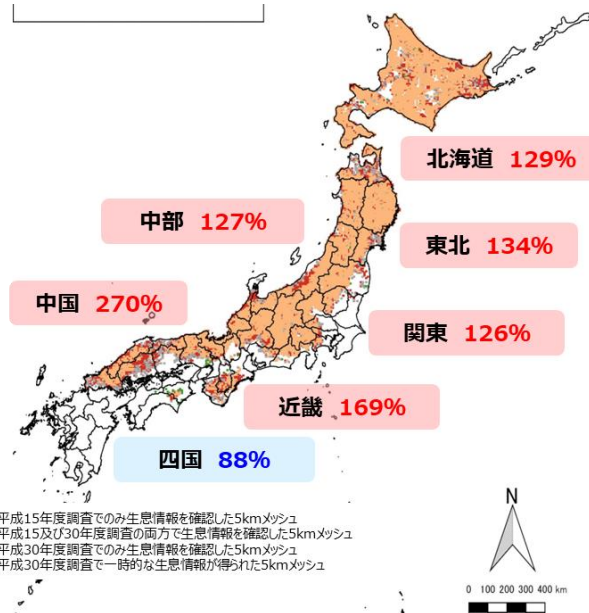 北海道 129%
中部 127%
東北 134%
中国 270%
関東 126%
近畿 169%
四国 88%
平成15年度調査でのみ生息情報を確認した5kmメッシュ
平成15及び30年度調査の両方で生息情報を確認した5kmメッシュ
平成30年度調査でのみ生息情報を確認した5kmメッシュ
平成30年度調査で一時的な生息情報が得られた5kmメッシュ
N
0 100 200 300 400 km